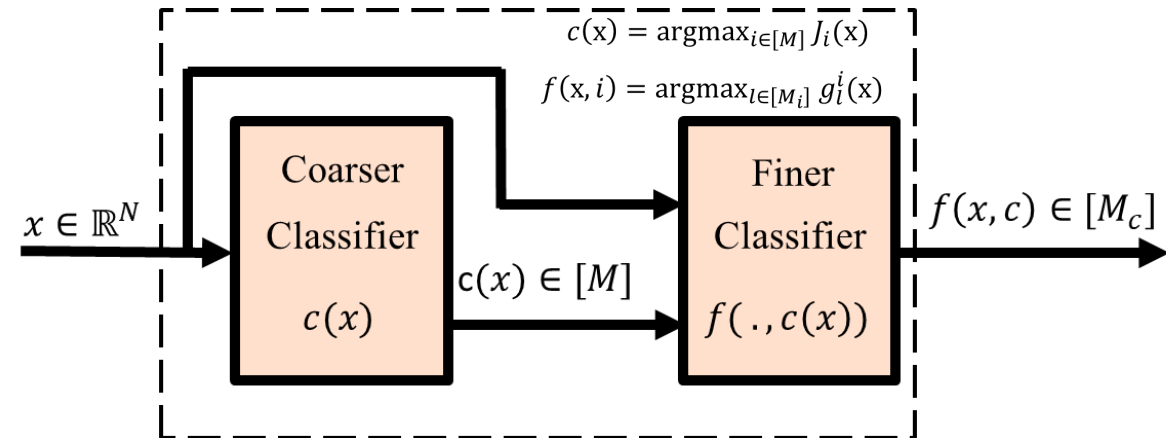 c(x) = argmax_{i∈[M]} J_i(x)
f(x, i) = argmax_{l∈[M_i]} g_l^i(x)
x ∈ ℝ^N
Coarser
Classifier
c(x)
c(x) ∈ [M]
Finer
Classifier
f( . , c(x))
f(x, c) ∈ [M_c]